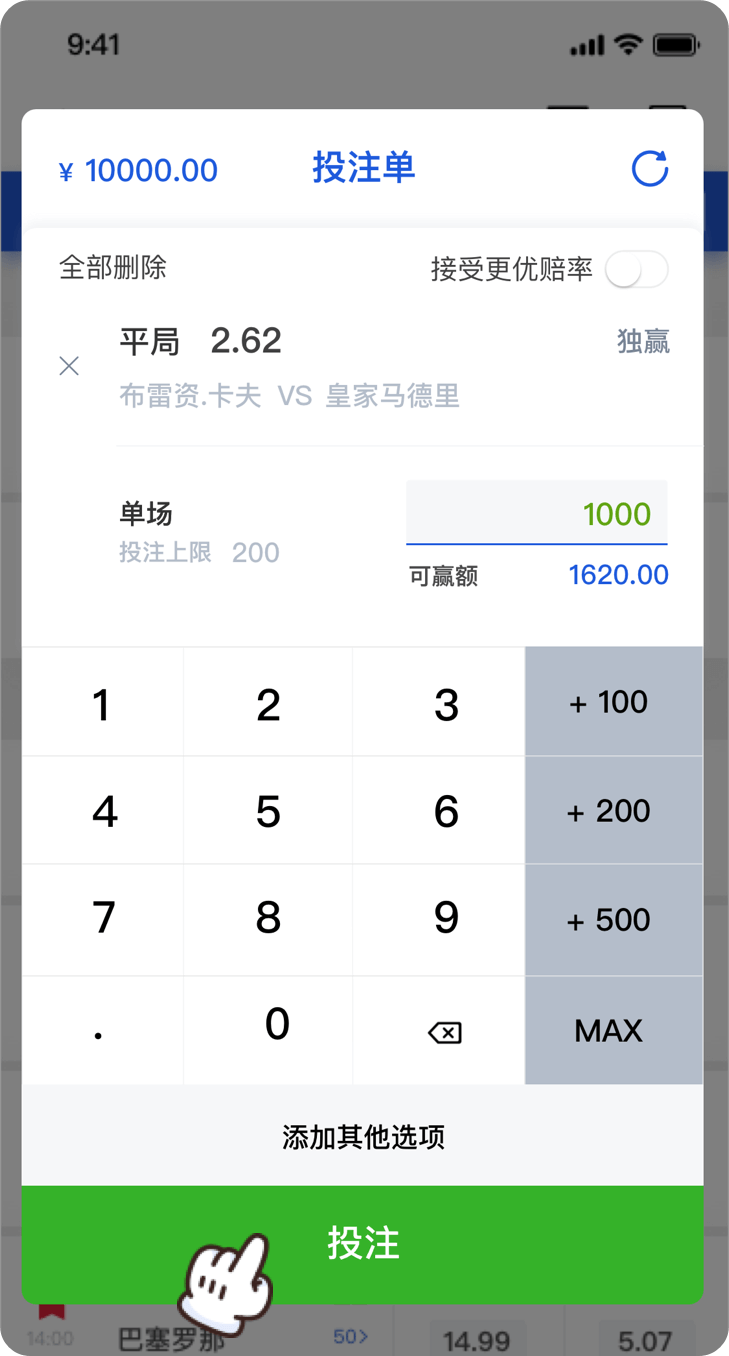 9:41
¥ 10000.00 投注单
全部删除 接受更优赔率
平局 2.62 独赢
布雷资.卡夫 VS 皇家马德里
单场 1000
投注上限 200
可赢额 1620.00
1 2 3 + 100
4 5 6 + 200
7 8 9 + 500
. 0 MAX
添加其他选项
投注
14:00 巴塞罗那 50> 14.99 5.07